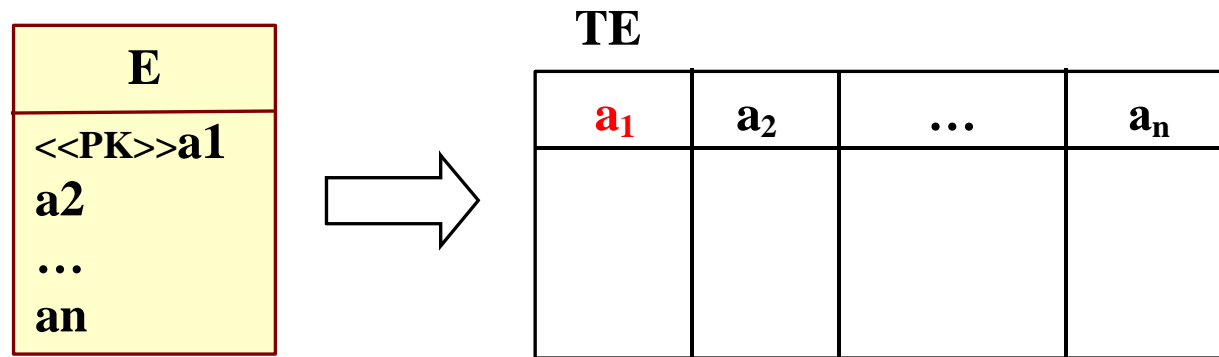 E
<<PK>>a1
a2
…
an
TE
a₁ a₂ … aₙ